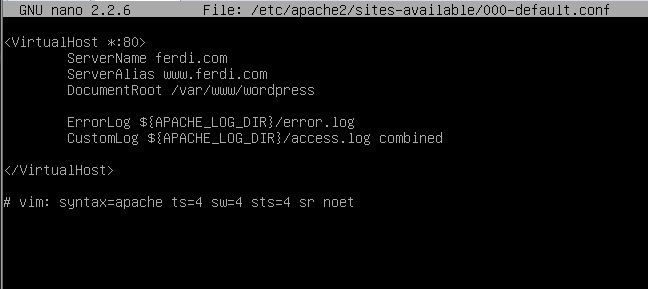 GNU nano 2.2.6 File: /etc/apache2/sites-available/000-default.conf
<VirtualHost *:80>
ServerName ferdi.com
ServerAlias www.ferdi.com
DocumentRoot /var/www/wordpress
ErrorLog ${APACHE_LOG_DIR}/error.log
CustomLog ${APACHE_LOG_DIR}/access.log combined
</VirtualHost>
# vim: syntax=apache ts=4 sw=4 sts=4 sr noet